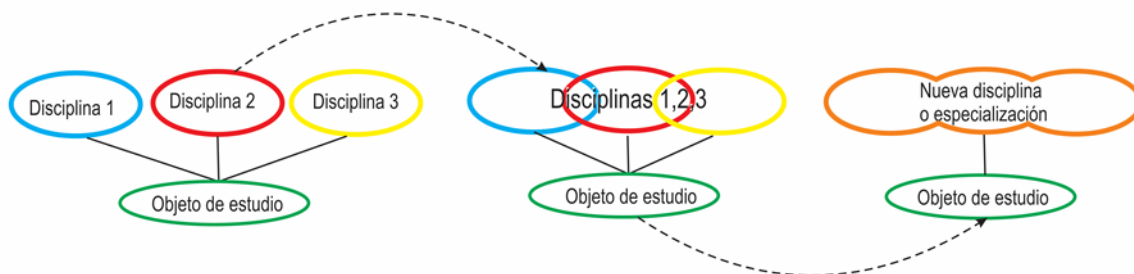 Disciplina 1
Disciplina 2
Disciplina 3
Objeto de estudio
Disciplinas 1,2,3
Objeto de estudio
Nueva disciplina
o especialización
Objeto de estudio